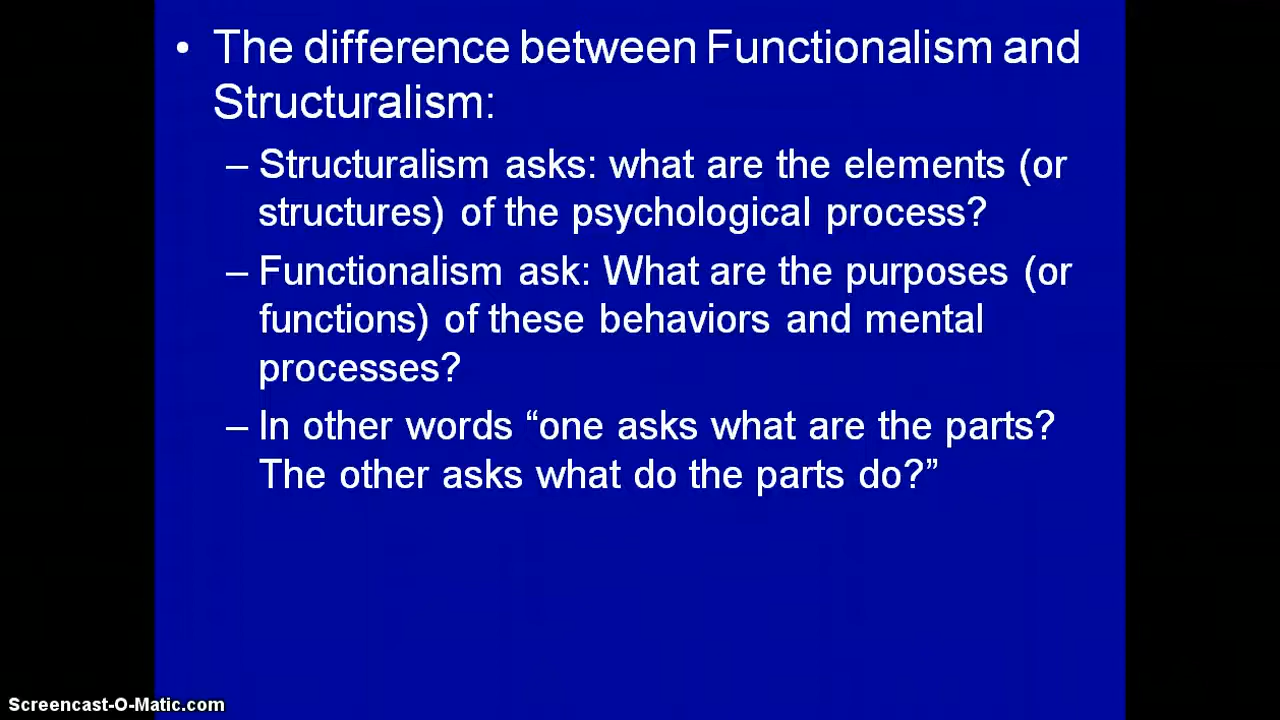 • The difference between Functionalism and
Structuralism:
– Structuralism asks: what are the elements (or
structures) of the psychological process?
– Functionalism ask: What are the purposes (or
functions) of these behaviors and mental
processes?
– In other words “one asks what are the parts?
The other asks what do the parts do?”
Screencast-O-Matic.com